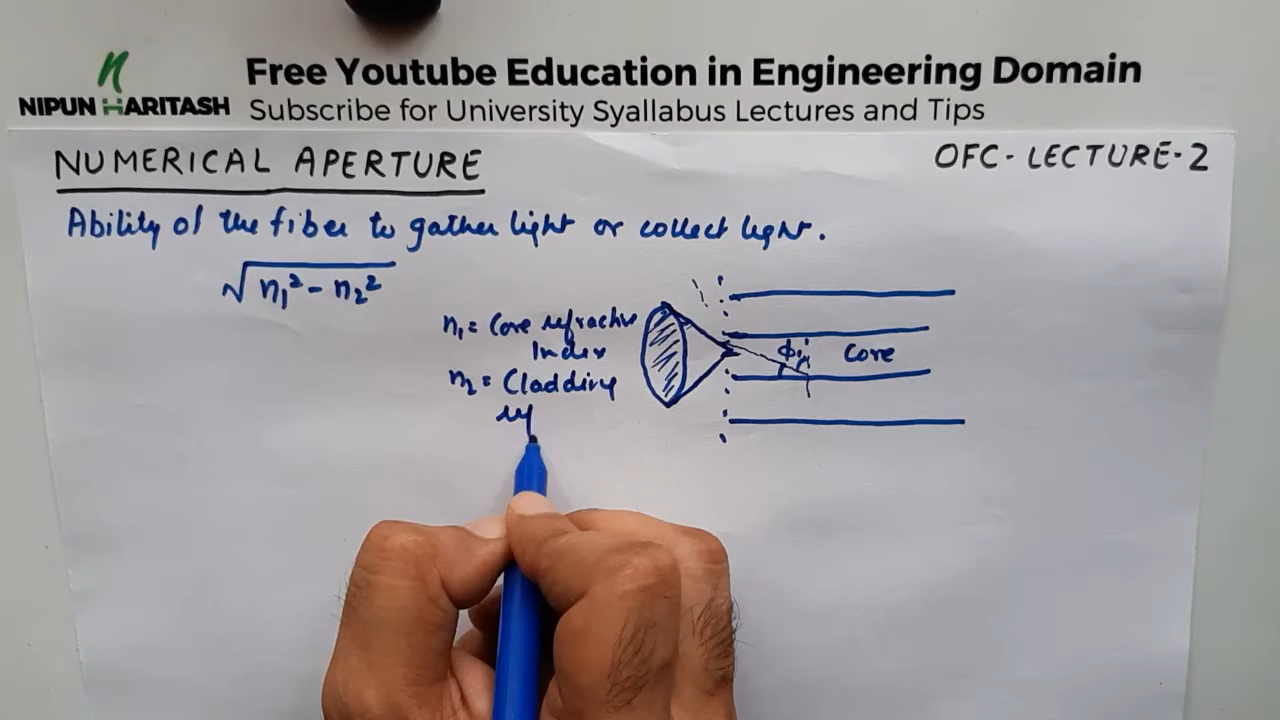 n
NIPUN HARITASH
Free Youtube Education in Engineering Domain
Subscribe for University Syallabus Lectures and Tips
NUMERICAL APERTURE
OFC - LECTURE - 2
Ability of the fiber to gather light or collect light.
√n₁² - n₂²
n₁ = Core refractive
Index
n₂ = Cladding
ref
ϕ
Core